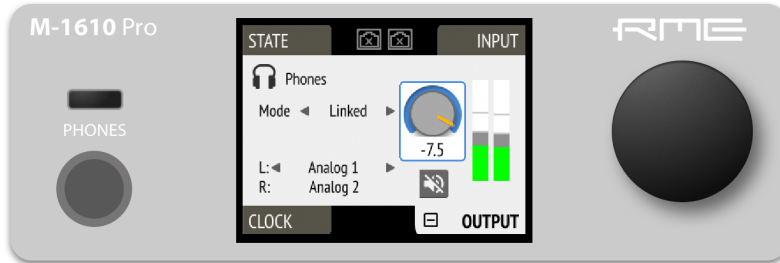 M-1610 Pro
RME
STATE
INPUT
Phones
Mode ◄ Linked ►
-7.5
L:◄ Analog 1 ►
R: Analog 2
CLOCK
OUTPUT
PHONES